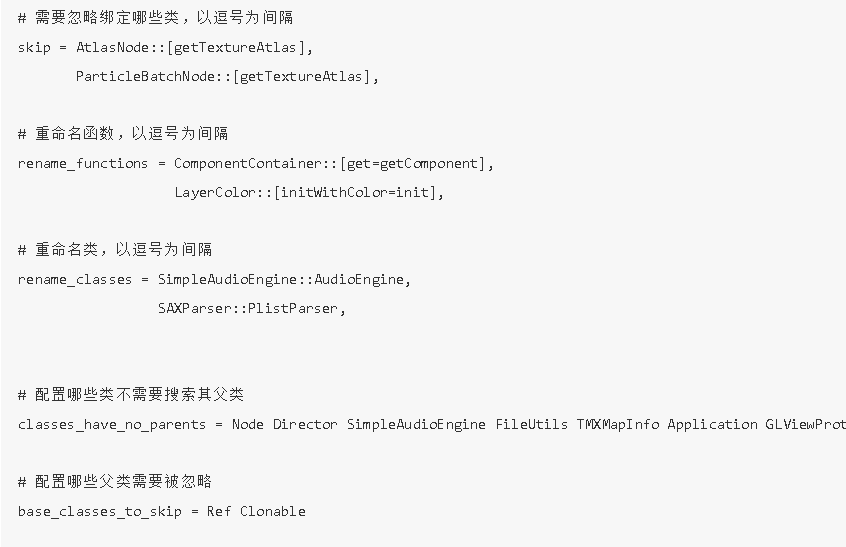 # 需要忽略绑定哪些类，以逗号为间隔
skip = AtlasNode::[getTextureAtlas],
ParticleBatchNode::[getTextureAtlas],
# 重命名函数，以逗号为间隔
rename_functions = ComponentContainer::[get=getComponent],
LayerColor::[initWithColor=init],
# 重命名类，以逗号为间隔
rename_classes = SimpleAudioEngine::AudioEngine,
SAXParser::PlistParser,
# 配置哪些类不需要搜索其父类
classes_have_no_parents = Node Director SimpleAudioEngine FileUtils TMXMapInfo Application GLViewProt
# 配置哪些父类需要被忽略
base_classes_to_skip = Ref Clonable